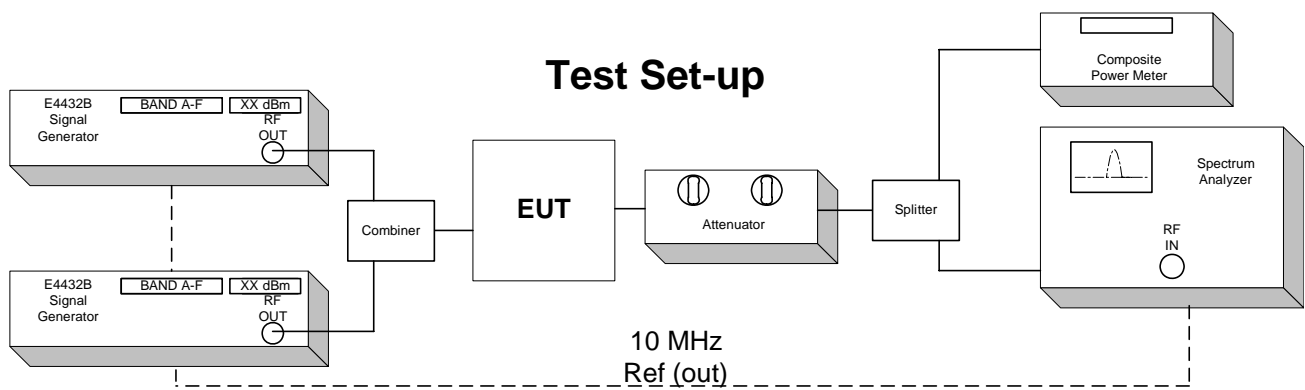 Test Set-up
E4432B
Signal
Generator
BAND A-F
XX dBm
RF
OUT
E4432B
Signal
Generator
BAND A-F
XX dBm
RF
OUT
Combiner
EUT
Attenuator
Splitter
Composite
Power Meter
Spectrum
Analyzer
RF
IN
10 MHz
Ref (out)